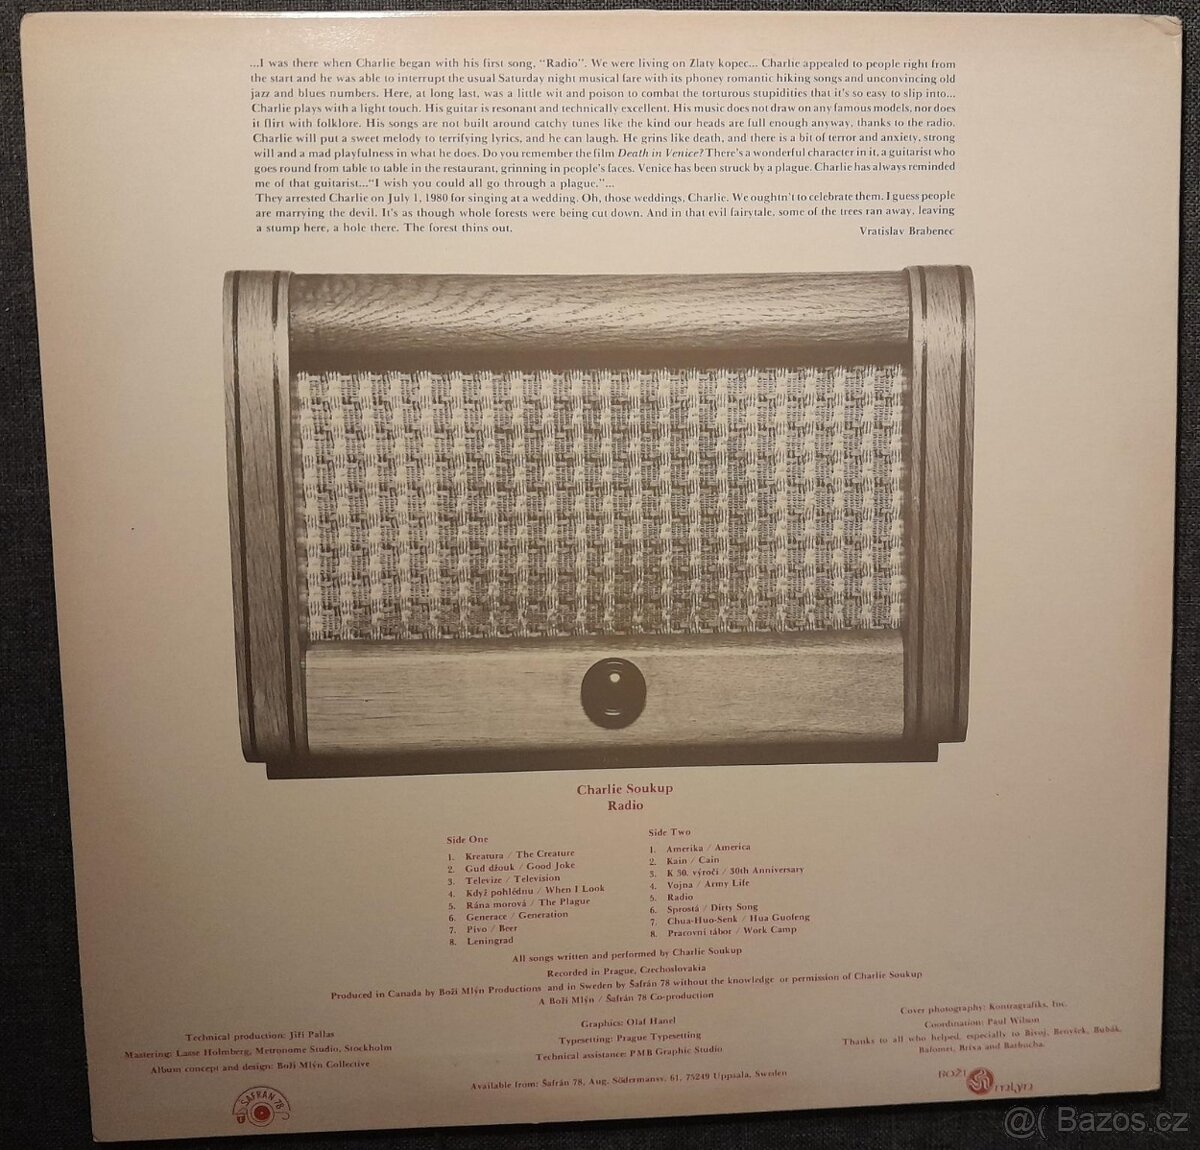 ...I was there when Charlie began with his first song, "Radio". We were living on Zlaty kopec... Charlie appealed to people right from
the start and he was able to interrupt the usual Saturday night musical fare with its phoney romantic hiking songs and unconvincing old
jazz and blues numbers. Here, at long last, was a little wit and poison to combat the torturous stupidities that it's so easy to slip into...
Charlie plays with a light touch. His guitar is resonant and technically excellent. His music does not draw on any famous models, nor does
it flirt with folklore. His songs are not built around catchy tunes like the kind our heads are full enough anyway, thanks to the radio.
Charlie will put a sweet melody to terrifying lyrics, and he can laugh. He grins like death, and there is a bit of terror and anxiety, strong
will and a mad playfulness in what he does. Do you remember the film Death in Venice? There's a wonderful character in it, a guitarist who
goes round from table to table in the restaurant, grinning in people's faces. Venice has been struck by a plague. Charlie has always reminded
me of that guitarist..."I wish you could all go through a plague."...
They arrested Charlie on July 1, 1980 for singing at a wedding. Oh, those weddings, Charlie. We oughtn't to celebrate them. I guess people
are marrying the devil. It's as though whole forests were being cut down. And in that evil fairytale, some of the trees ran away, leaving
a stump here, a hole there. The forest thins out.
Vratislav Brabenec
Charlie Soukup
Radio
Side One
1. Kreatura / The Creature
2. Gud džouk / Good Joke
3. Televize / Television
4. Když pohlédnu / When I Look
5. Rána morová / The Plague
6. Generace / Generation
7. Pivo / Beer
8. Leningrad
Side Two
1. Amerika / America
2. Kain / Cain
3. K 30. výročí / 30th Anniversary
4. Vojna / Army Life
5. Radio
6. Sprostá / Dirty Song
7. Chua-Huo-Senk / Hua Guofeng
8. Pracovní tábor / Work Camp
All songs written and performed by Charlie Soukup
Recorded in Prague, Czechoslovakia
Produced in Canada by Boží Mlýn Productions and in Sweden by Šafrán 78 without the knowledge or permission of Charlie Soukup
A Boží Mlýn / Šafrán 78 Co-production
Technical production: Jiří Pallas
Mastering: Lasse Holmberg, Metronome Studio, Stockholm
Album concept and design: Boží Mlýn Collective
Graphics: Olaf Hanel
Typesetting: Prague Typesetting
Technical assistance: PMB Graphic Studio
Cover photography: Kontragrafiks, Inc.
Coordination: Paul Wilson
Thanks to all who helped, especially to Bivoj, Benyšek, Bubák,
Bafomet, Brixa and Barbucha.
Available from: Šafrán 78, Aug. Södermansv. 61, 75249 Uppsala, Sweden
ŠAFRÁN 78
BOŽÍ mlýn
@( Bazos.cz